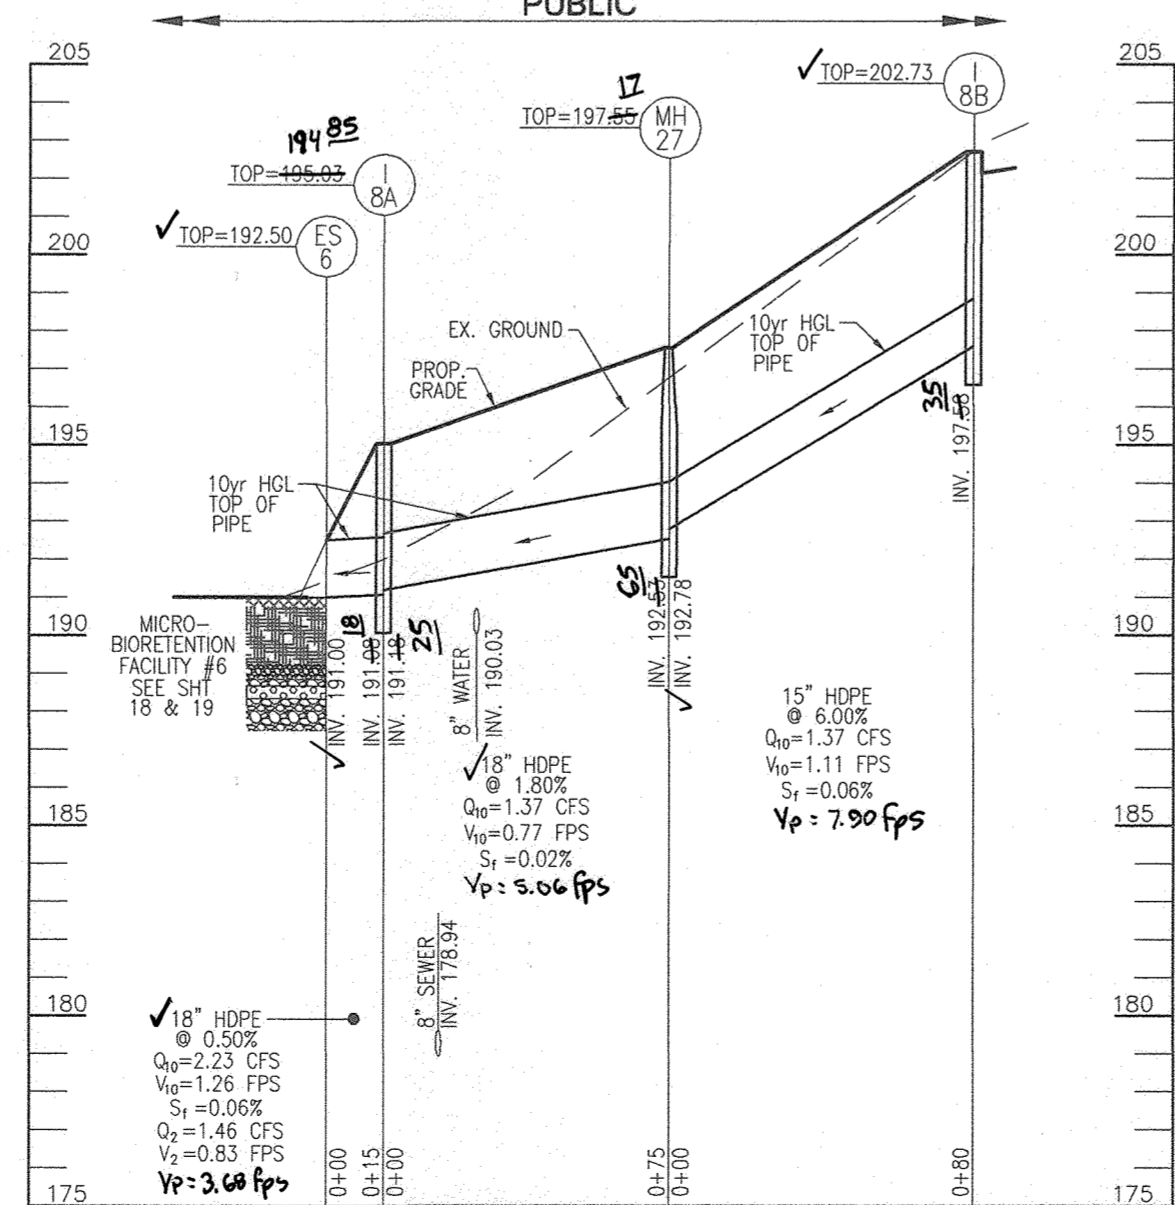 PUBLIC
205
205
✓ TOP=202.73
I
8B
17
TOP=197.55
MH
27
194 85
TOP=195.03
I
8A
✓ TOP=192.50
ES
6
200
200
EX. GROUND
10yr HGL
TOP OF
PIPE
PROP.
GRADE
195
195
10yr HGL
TOP OF
PIPE
35
INV. 197.58
65
INV. 192.57
INV. 192.78
✓
190
190
MICRO-
BIORETENTION
FACILITY #6
SEE SHT
18 & 19
INV. 191.00
✓
18
INV. 191.08
INV. 191.18
25
8" WATER
INV. 190.03
✓ 18" HDPE
@ 1.80%
Q10=1.37 CFS
V10=0.77 FPS
Sf =0.02%
Vp = 5.06 fps
15" HDPE
@ 6.00%
Q10=1.37 CFS
V10=1.11 FPS
Sf =0.06%
Vp = 7.90 fps
185
185
8" SEWER
INV. 178.94
180
180
✓ 18" HDPE
@ 0.50%
Q10=2.23 CFS
V10=1.26 FPS
Sf =0.06%
Q2=1.46 CFS
V2=0.83 FPS
Vp = 3.68 fps
0+00
0+15
0+00
0+75
0+00
0+80
175
175